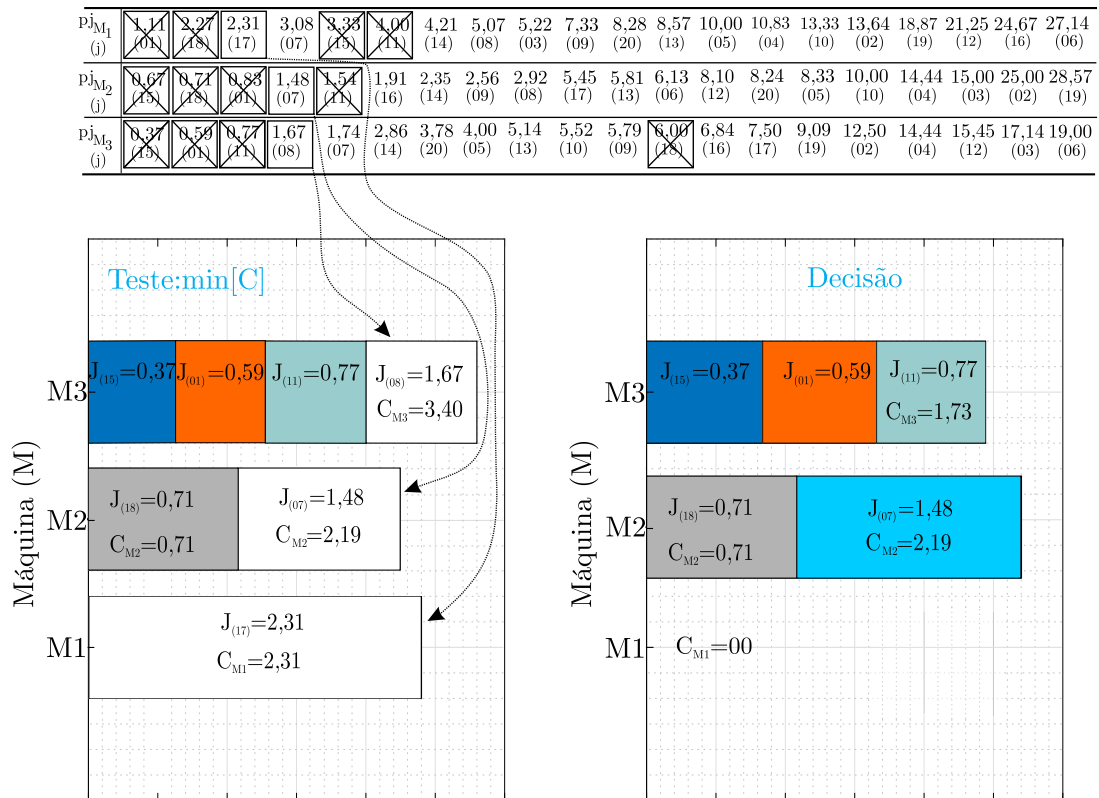 pj_M1 1,11 2,27 2,31 3,08 3,33 4,00 4,21 5,07 5,22 7,33 8,28 8,57 10,00 10,83 13,33 13,64 18,87 21,25 24,67 27,14
(j) (01) (18) (17) (07) (15) (11) (14) (08) (03) (09) (20) (13) (05) (04) (10) (02) (19) (12) (16) (06)
pj_M2 0,67 0,71 0,83 1,48 1,54 1,91 2,35 2,56 2,92 5,45 5,81 6,13 8,10 8,24 8,33 10,00 14,44 15,00 25,00 28,57
(j) (15) (18) (01) (07) (11) (16) (14) (09) (08) (17) (13) (06) (12) (20) (05) (10) (04) (03) (02) (19)
pj_M3 0,37 0,59 0,77 1,67 1,74 2,86 3,78 4,00 5,14 5,52 5,79 6,00 6,84 7,50 9,09 12,50 14,44 15,45 17,14 19,00
(j) (15) (01) (11) (08) (07) (14) (20) (05) (13) (10) (09) (18) (16) (17) (19) (02) (04) (12) (03) (06)
Teste:min[C]
Máquina (M)
M3
J(15)=0,37 J(01)=0,59 J(11)=0,77 J(08)=1,67
CM3=3,40
M2
J(18)=0,71 J(07)=1,48
CM2=0,71 CM2=2,19
M1
J(17)=2,31
CM1=2,31
Decisão
Máquina (M)
M3
J(15)=0,37 J(01)=0,59 J(11)=0,77
CM3=1,73
M2
J(18)=0,71 J(07)=1,48
CM2=0,71 CM2=2,19
M1
CM1=00